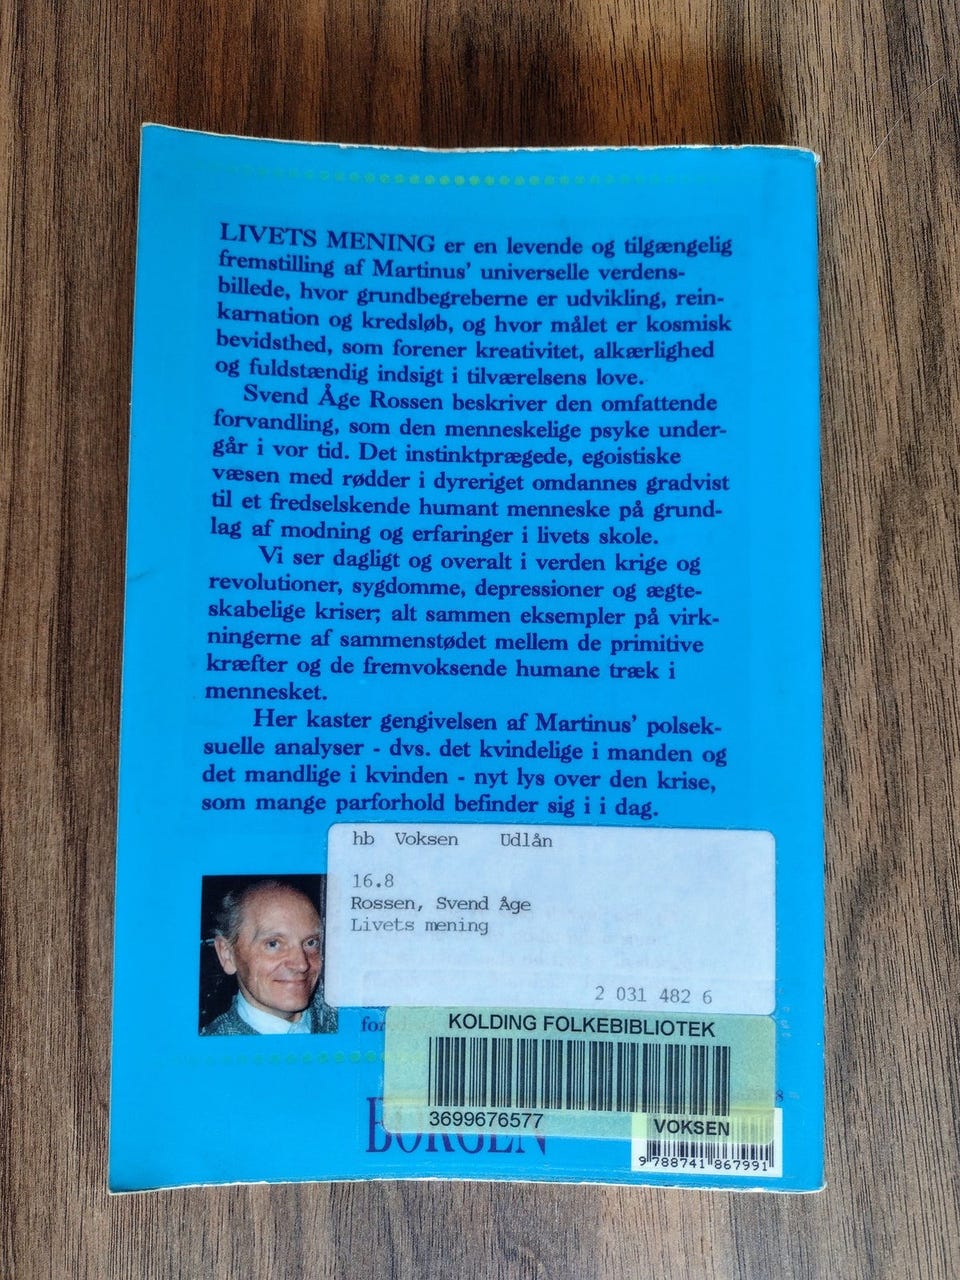 LIVETS MENING er en levende og tilgængelig
fremstilling af Martinus' universelle verdens-
billede, hvor grundbegreberne er udvikling, rein-
karnation og kredsløb, og hvor målet er kosmisk
bevidsthed, som forener kreativitet, alkærlighed
og fuldstændig indsigt i tilværelsens love.
Svend Åge Rossen beskriver den omfattende
forvandling, som den menneskelige psyke under-
går i vor tid. Det instinktprægede, egoistiske
væsen med rødder i dyreriget omdannes gradvist
til et fredselskende humant menneske på grund-
lag af modning og erfaringer i livets skole.
Vi ser dagligt og overalt i verden krige og
revolutioner, sygdomme, depressioner og ægte-
skabelige kriser; alt sammen eksempler på virk-
ningerne af sammenstødet mellem de primitive
kræfter og de fremvoksende humane træk i
mennesket.
Her kaster gengivelsen af Martinus' polsek-
suelle analyser - dvs. det kvindelige i manden og
det mandlige i kvinden - nyt lys over den krise,
som mange parforhold befinder sig i i dag.
hb Voksen Udlån
16.8
Rossen, Svend Åge
Livets mening
2 031 482 6
for
KOLDING FOLKEBIBLIOTEK
3699676577
VOKSEN
BORGEN
9 788741 867991